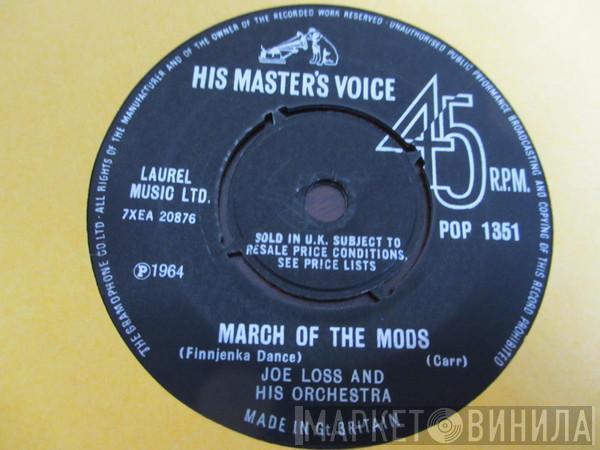 THE GRAMOPHONE CO. LTD. - ALL RIGHTS OF THE MANUFACTURER AND OF THE OWNER OF THE RECORDED WORK RESERVED - UNAUTHORISED PUBLIC PERFORMANCE BROADCASTING AND COPYING OF THIS RECORD PROHIBITED
HIS MASTER'S VOICE
45 R.P.M.
LAUREL
MUSIC LTD.
7XEA 20876
POP 1351
SOLD IN U.K. SUBJECT TO
RESALE PRICE CONDITIONS,
SEE PRICE LISTS
Ⓟ1964
MARCH OF THE MODS
(Finnjenka Dance) (Carr)
JOE LOSS AND
HIS ORCHESTRA
MADE IN Gt. BRITAIN
МАРКЕТ ВИНИЛА